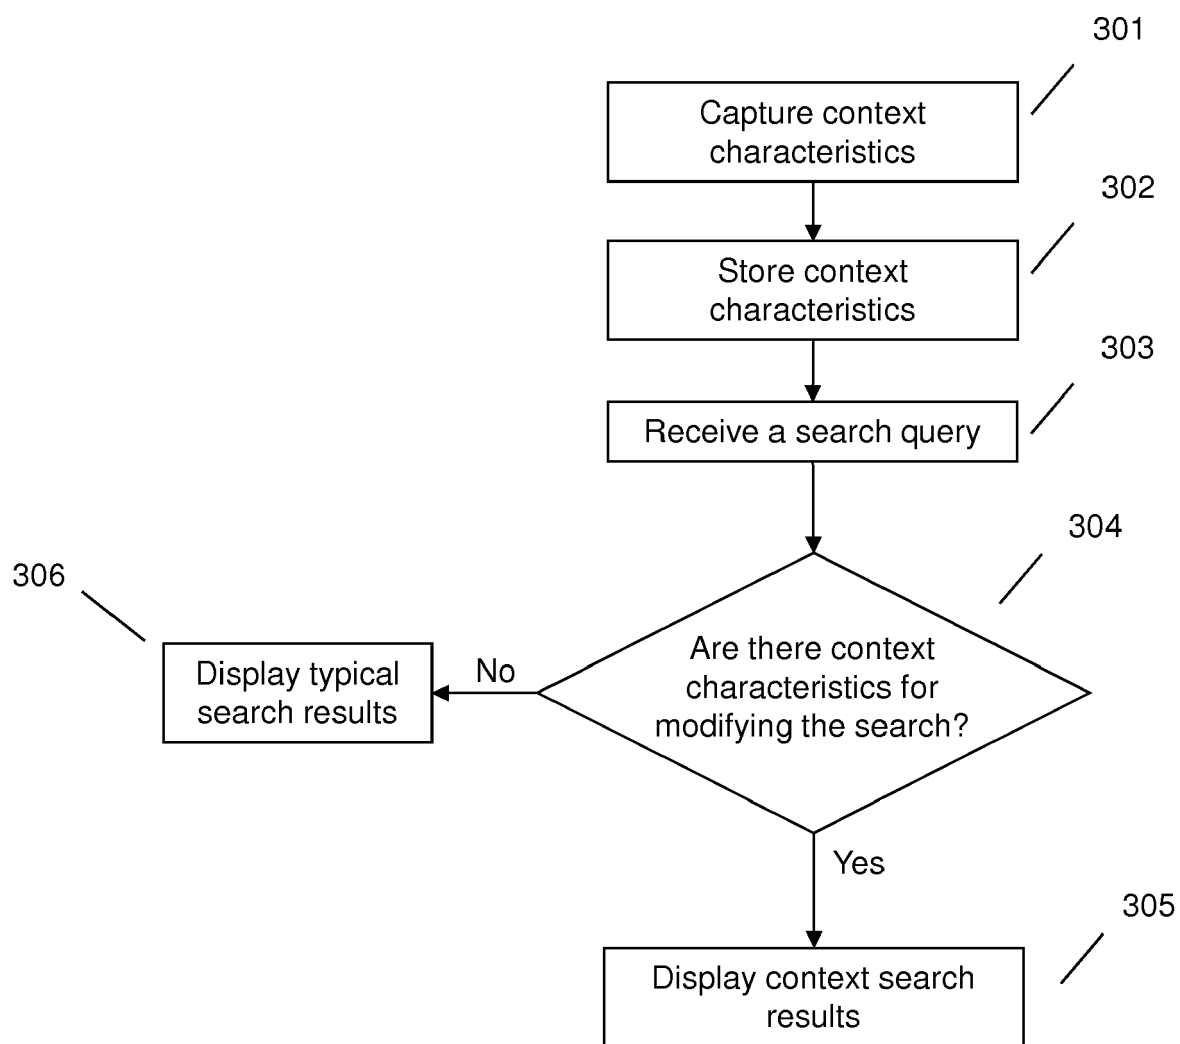 301
Capture context
characteristics
302
Store context
characteristics
303
Receive a search query
304
306
Are there context
characteristics for
modifying the search?
No
Display typical
search results
Yes
305
Display context search
results